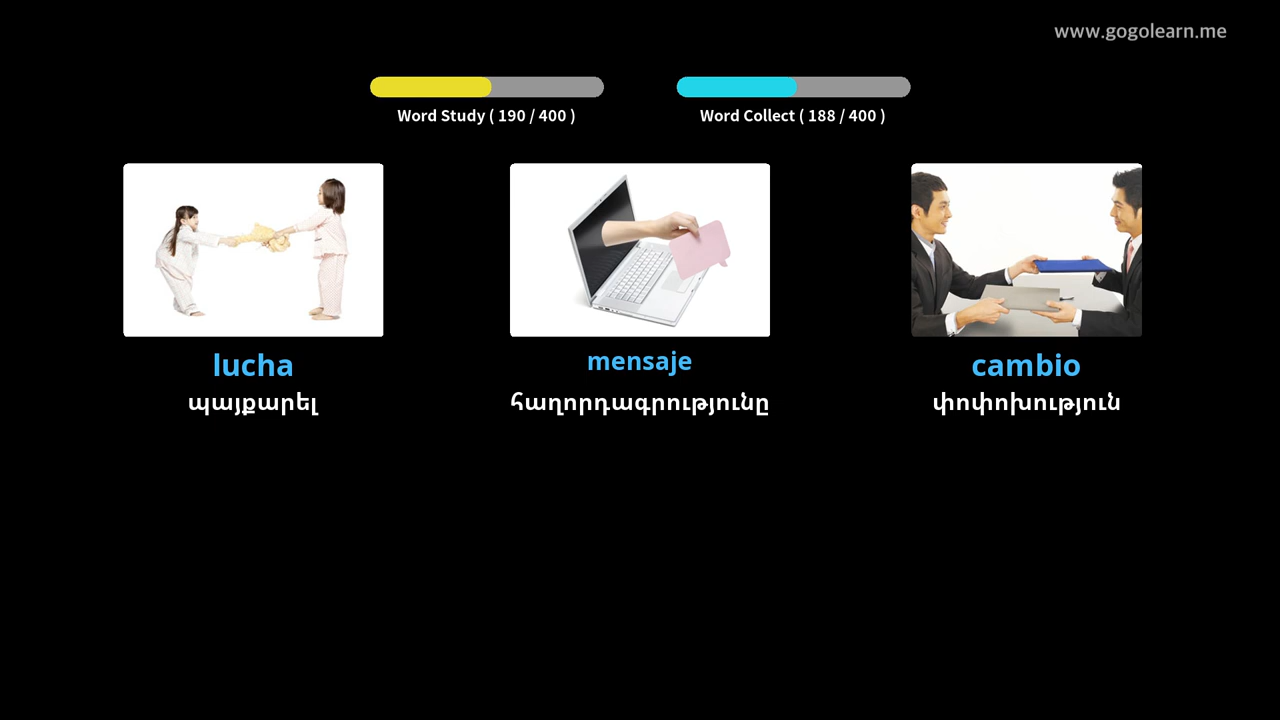 www.gogolearn.me
Word Study ( 190 / 400 )
Word Collect ( 188 / 400 )
lucha
mensaje
cambio
պայքարել
հաղորդագրությունը
փոփոխություն